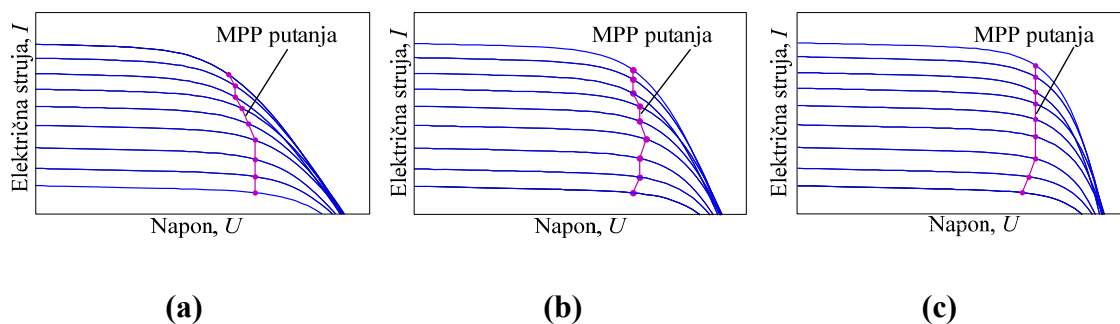 Električna struja, I
MPP putanja
Napon, U
(a)
Električna struja, I
MPP putanja
Napon, U
(b)
Električna struja, I
MPP putanja
Napon, U
(c)